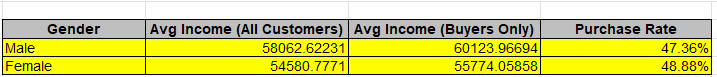 Gender Avg Income (All Customers) Avg Income (Buyers Only) Purchase Rate
Male 58062.62231 60123.96694 47.36%
Female 54580.7771 55774.05858 48.88%